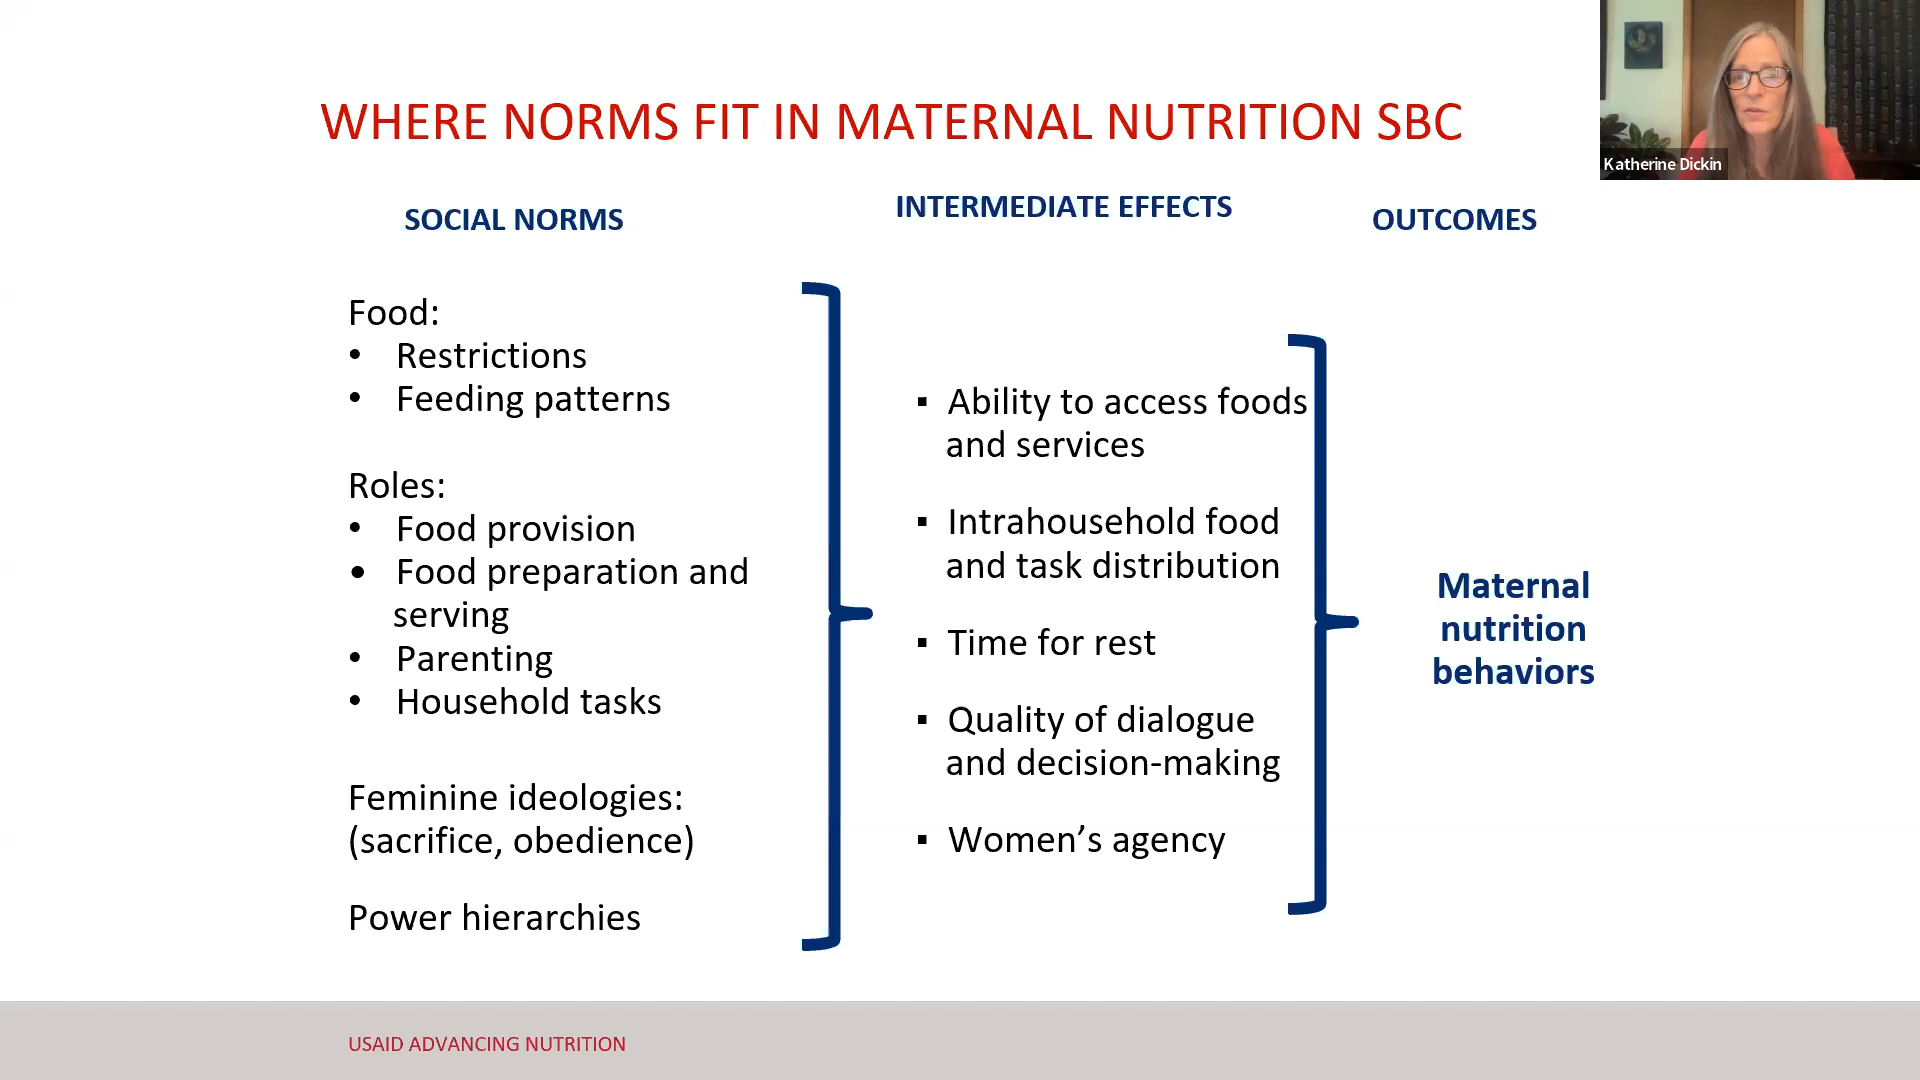 WHERE NORMS FIT IN MATERNAL NUTRITION SBC
Katherine Dickin
SOCIAL NORMS
INTERMEDIATE EFFECTS
OUTCOMES
Food:
• Restrictions
• Feeding patterns
Roles:
• Food provision
• Food preparation and
serving
• Parenting
• Household tasks
Feminine ideologies:
(sacrifice, obedience)
Power hierarchies
▪ Ability to access foods
and services
▪ Intrahousehold food
and task distribution
▪ Time for rest
▪ Quality of dialogue
and decision-making
▪ Women’s agency
Maternal
nutrition
behaviors
USAID ADVANCING NUTRITION